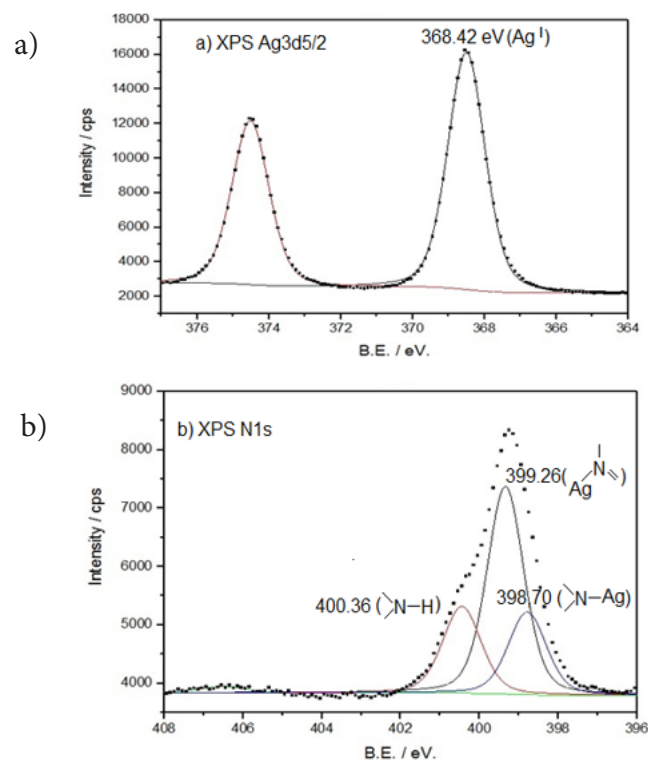 a)
a) XPS Ag3d5/2
368.42 eV(Ag I)
18000
16000
14000
12000
10000
8000
6000
4000
2000
Intensity / cps
376 374 372 370 368 366 364
B.E. / eV.
b)
b) XPS N1s
9000
8000
7000
6000
5000
4000
Intensity / cps
399.26( Ag N )
400.36 ( N-H)
398.70 ( N-Ag)
408 406 404 402 400 398 396
B.E. / eV.